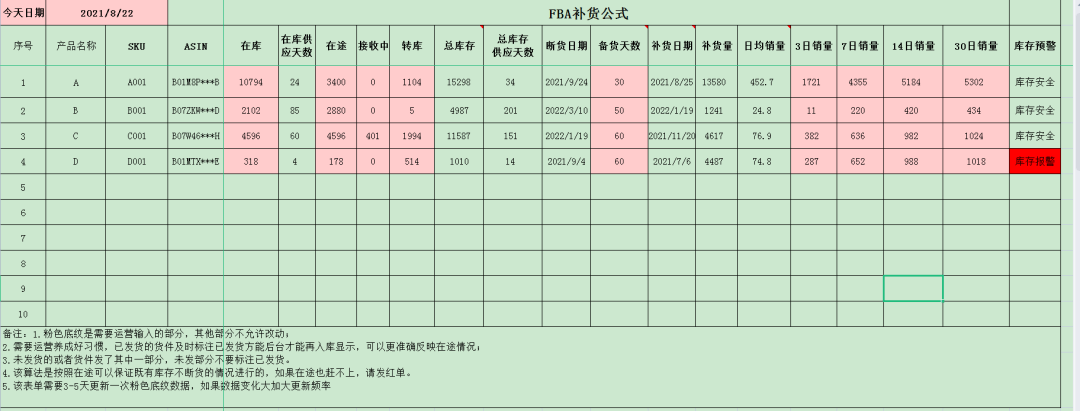 今天日期 2021/8/22 FBA补货公式
序号 产品名称 SKU ASIN 在库 在库供应天数 在途 接收中 转库 总库存 总库存供应天数 断货日期 备货天数 补货日期 补货量 日均销量 3日销量 7日销量 14日销量 30日销量 库存预警
1 A A001 B01M8P***B 10794 24 3400 0 1104 15298 34 2021/9/24 30 2021/8/25 13580 452.7 1721 4355 5184 5302 库存安全
2 B B001 B07ZKW***D 2102 85 2880 0 5 4987 201 2022/3/10 50 2022/1/19 1241 24.8 11 220 420 434 库存安全
3 C C001 B07W46***H 4596 60 4596 401 1994 11587 151 2022/1/19 60 2021/11/20 4617 76.9 382 636 982 1024 库存安全
4 D D001 B01MTX***E 318 4 178 0 514 1010 14 2021/9/4 60 2021/7/6 4487 74.8 287 652 988 1018 库存报警
5
6
7
8
9
10
备注：1.粉色底纹是需要运营输入的部分，其他部分不允许改动；
2.需要运营养成好习惯，已发货的货件及时标注已发货方能后台才能再入库显示，可以更准确反映在途情况；
3.未发货的或者货件发了其中一部分，未发部分不要标注已发货。
4.该算法是按照在途可以保证既有库存不断货的情况进行的，如果在途也赶不上，请发红单。
5.该表单需要3-5天更新一次粉色底纹数据，如果数据变化大加大更新频率